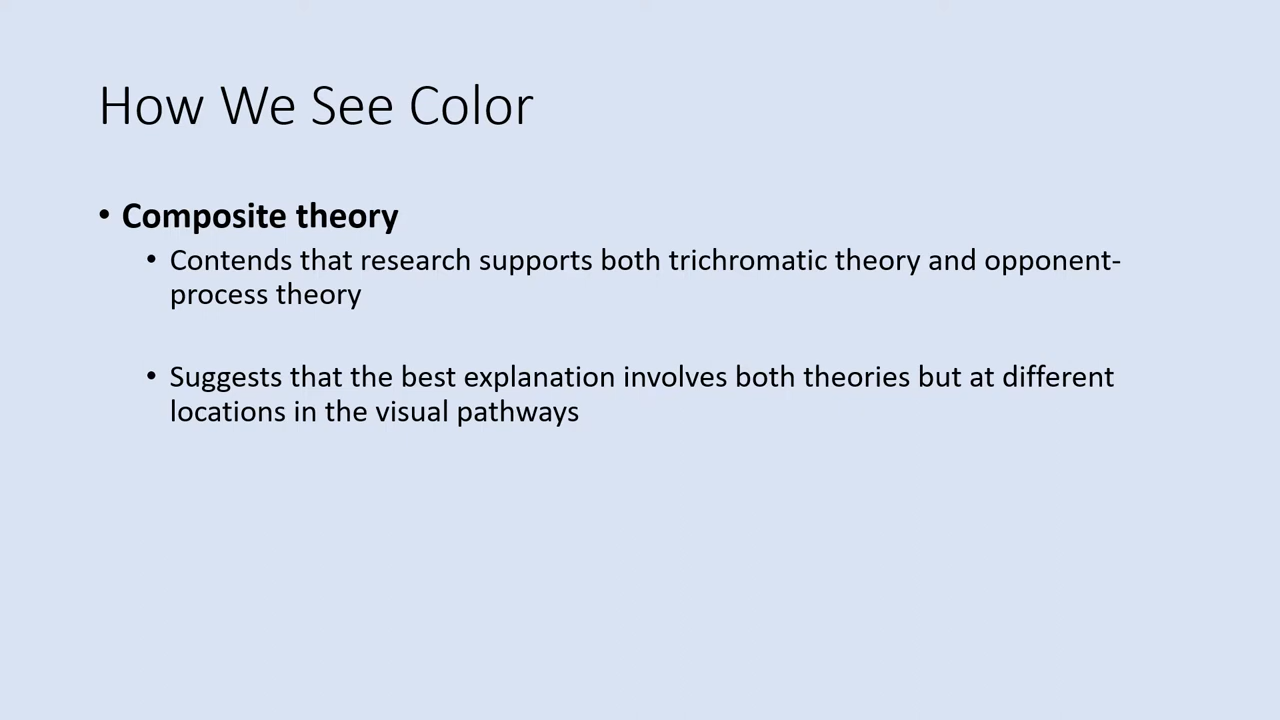 How We See Color
• Composite theory
• Contends that research supports both trichromatic theory and opponent-
process theory
• Suggests that the best explanation involves both theories but at different
locations in the visual pathways